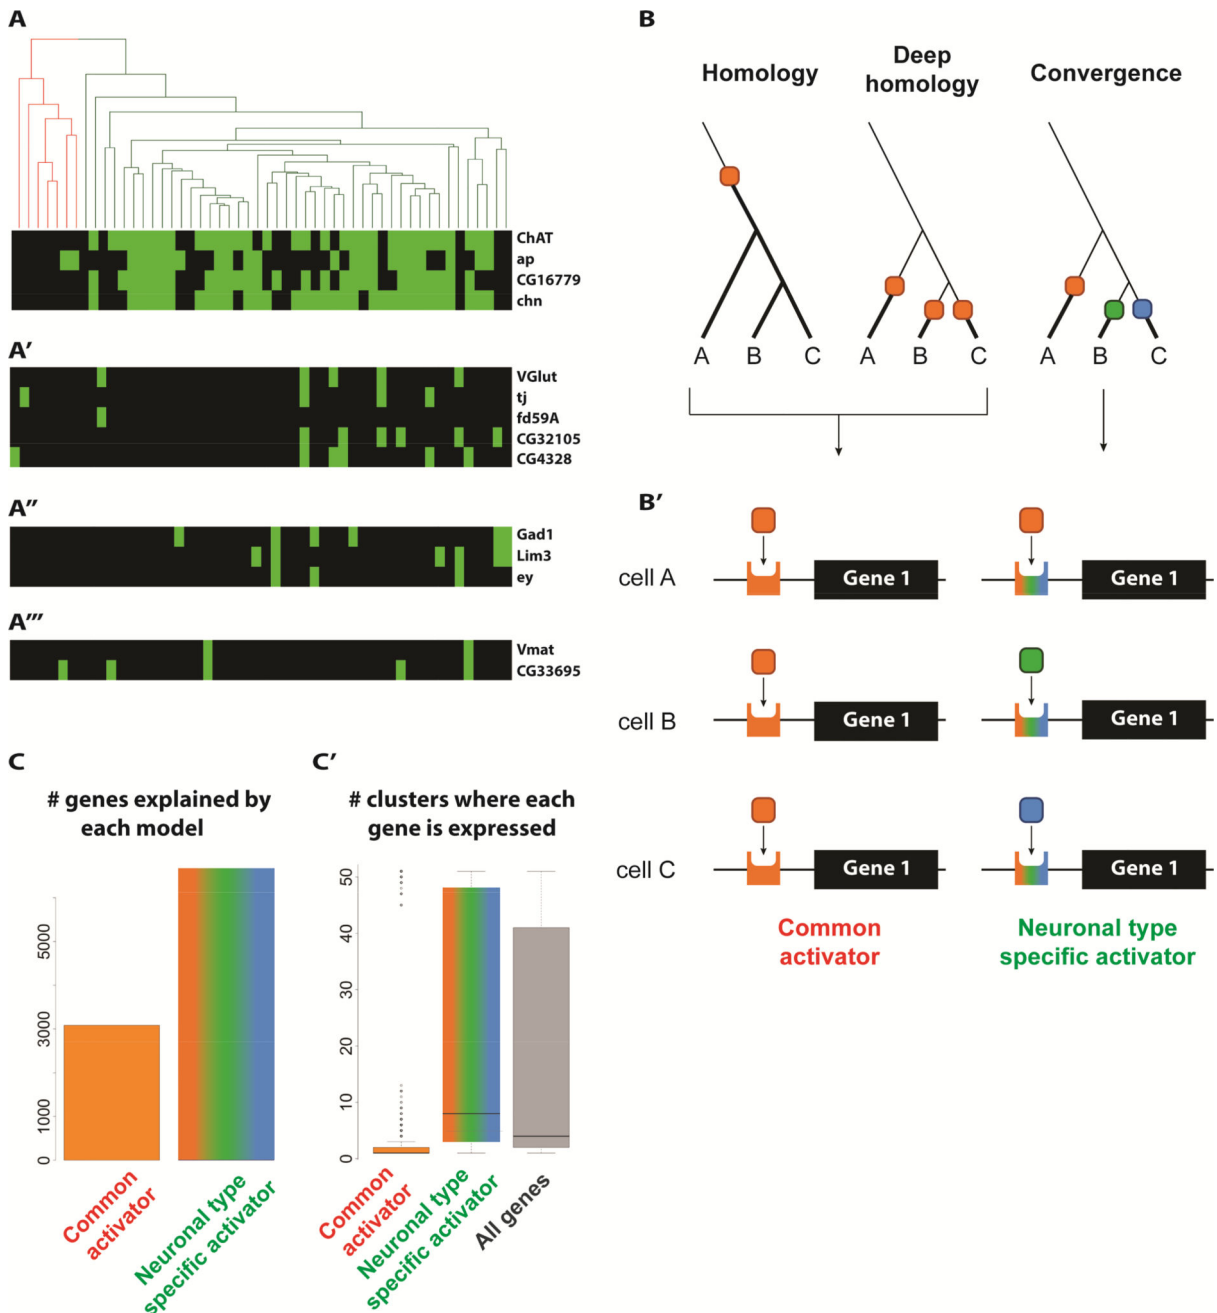 A
ChAT
ap
CG16779
chn
A'
VGlut
tj
fd59A
CG32105
CG4328
A''
Gad1
Lim3
ey
A'''
Vmat
CG33695
B
Homology
Deep
homology
Convergence
A B C
A B C
A B C
B'
cell A
Gene 1
Gene 1
cell B
Gene 1
Gene 1
cell C
Gene 1
Gene 1
Common
activator
Neuronal type
specific activator
C
# genes explained by
each model
5000
3000
1000
0
Common
activator
Neuronal type
specific activator
C'
# clusters where each
gene is expressed
50
40
30
20
10
0
Common
activator
Neuronal type
specific activator
All genes